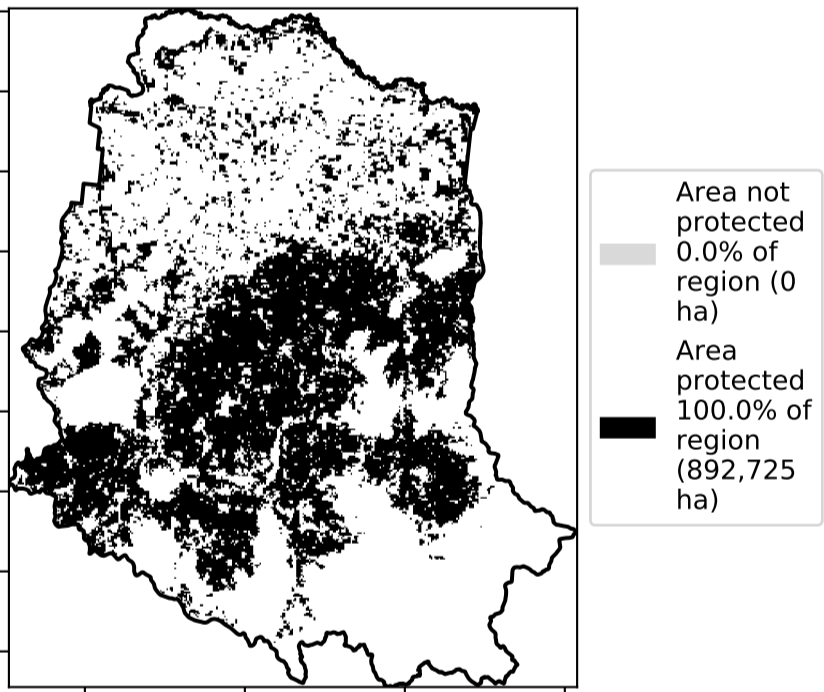 Area not
protected
0.0% of
region (0
ha)
Area
protected
100.0% of
region
(892,725
ha)